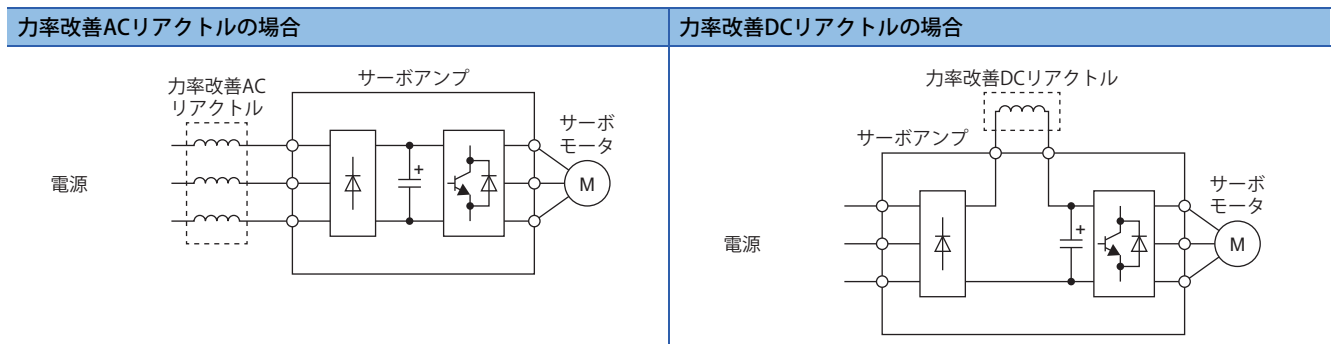 力率改善ACリアクトルの場合
力率改善DCリアクトルの場合
力率改善AC
リアクトル
サーボアンプ
サーボ
モータ
電源
+
M
力率改善DCリアクトル
サーボアンプ
サーボ
モータ
電源
+
M